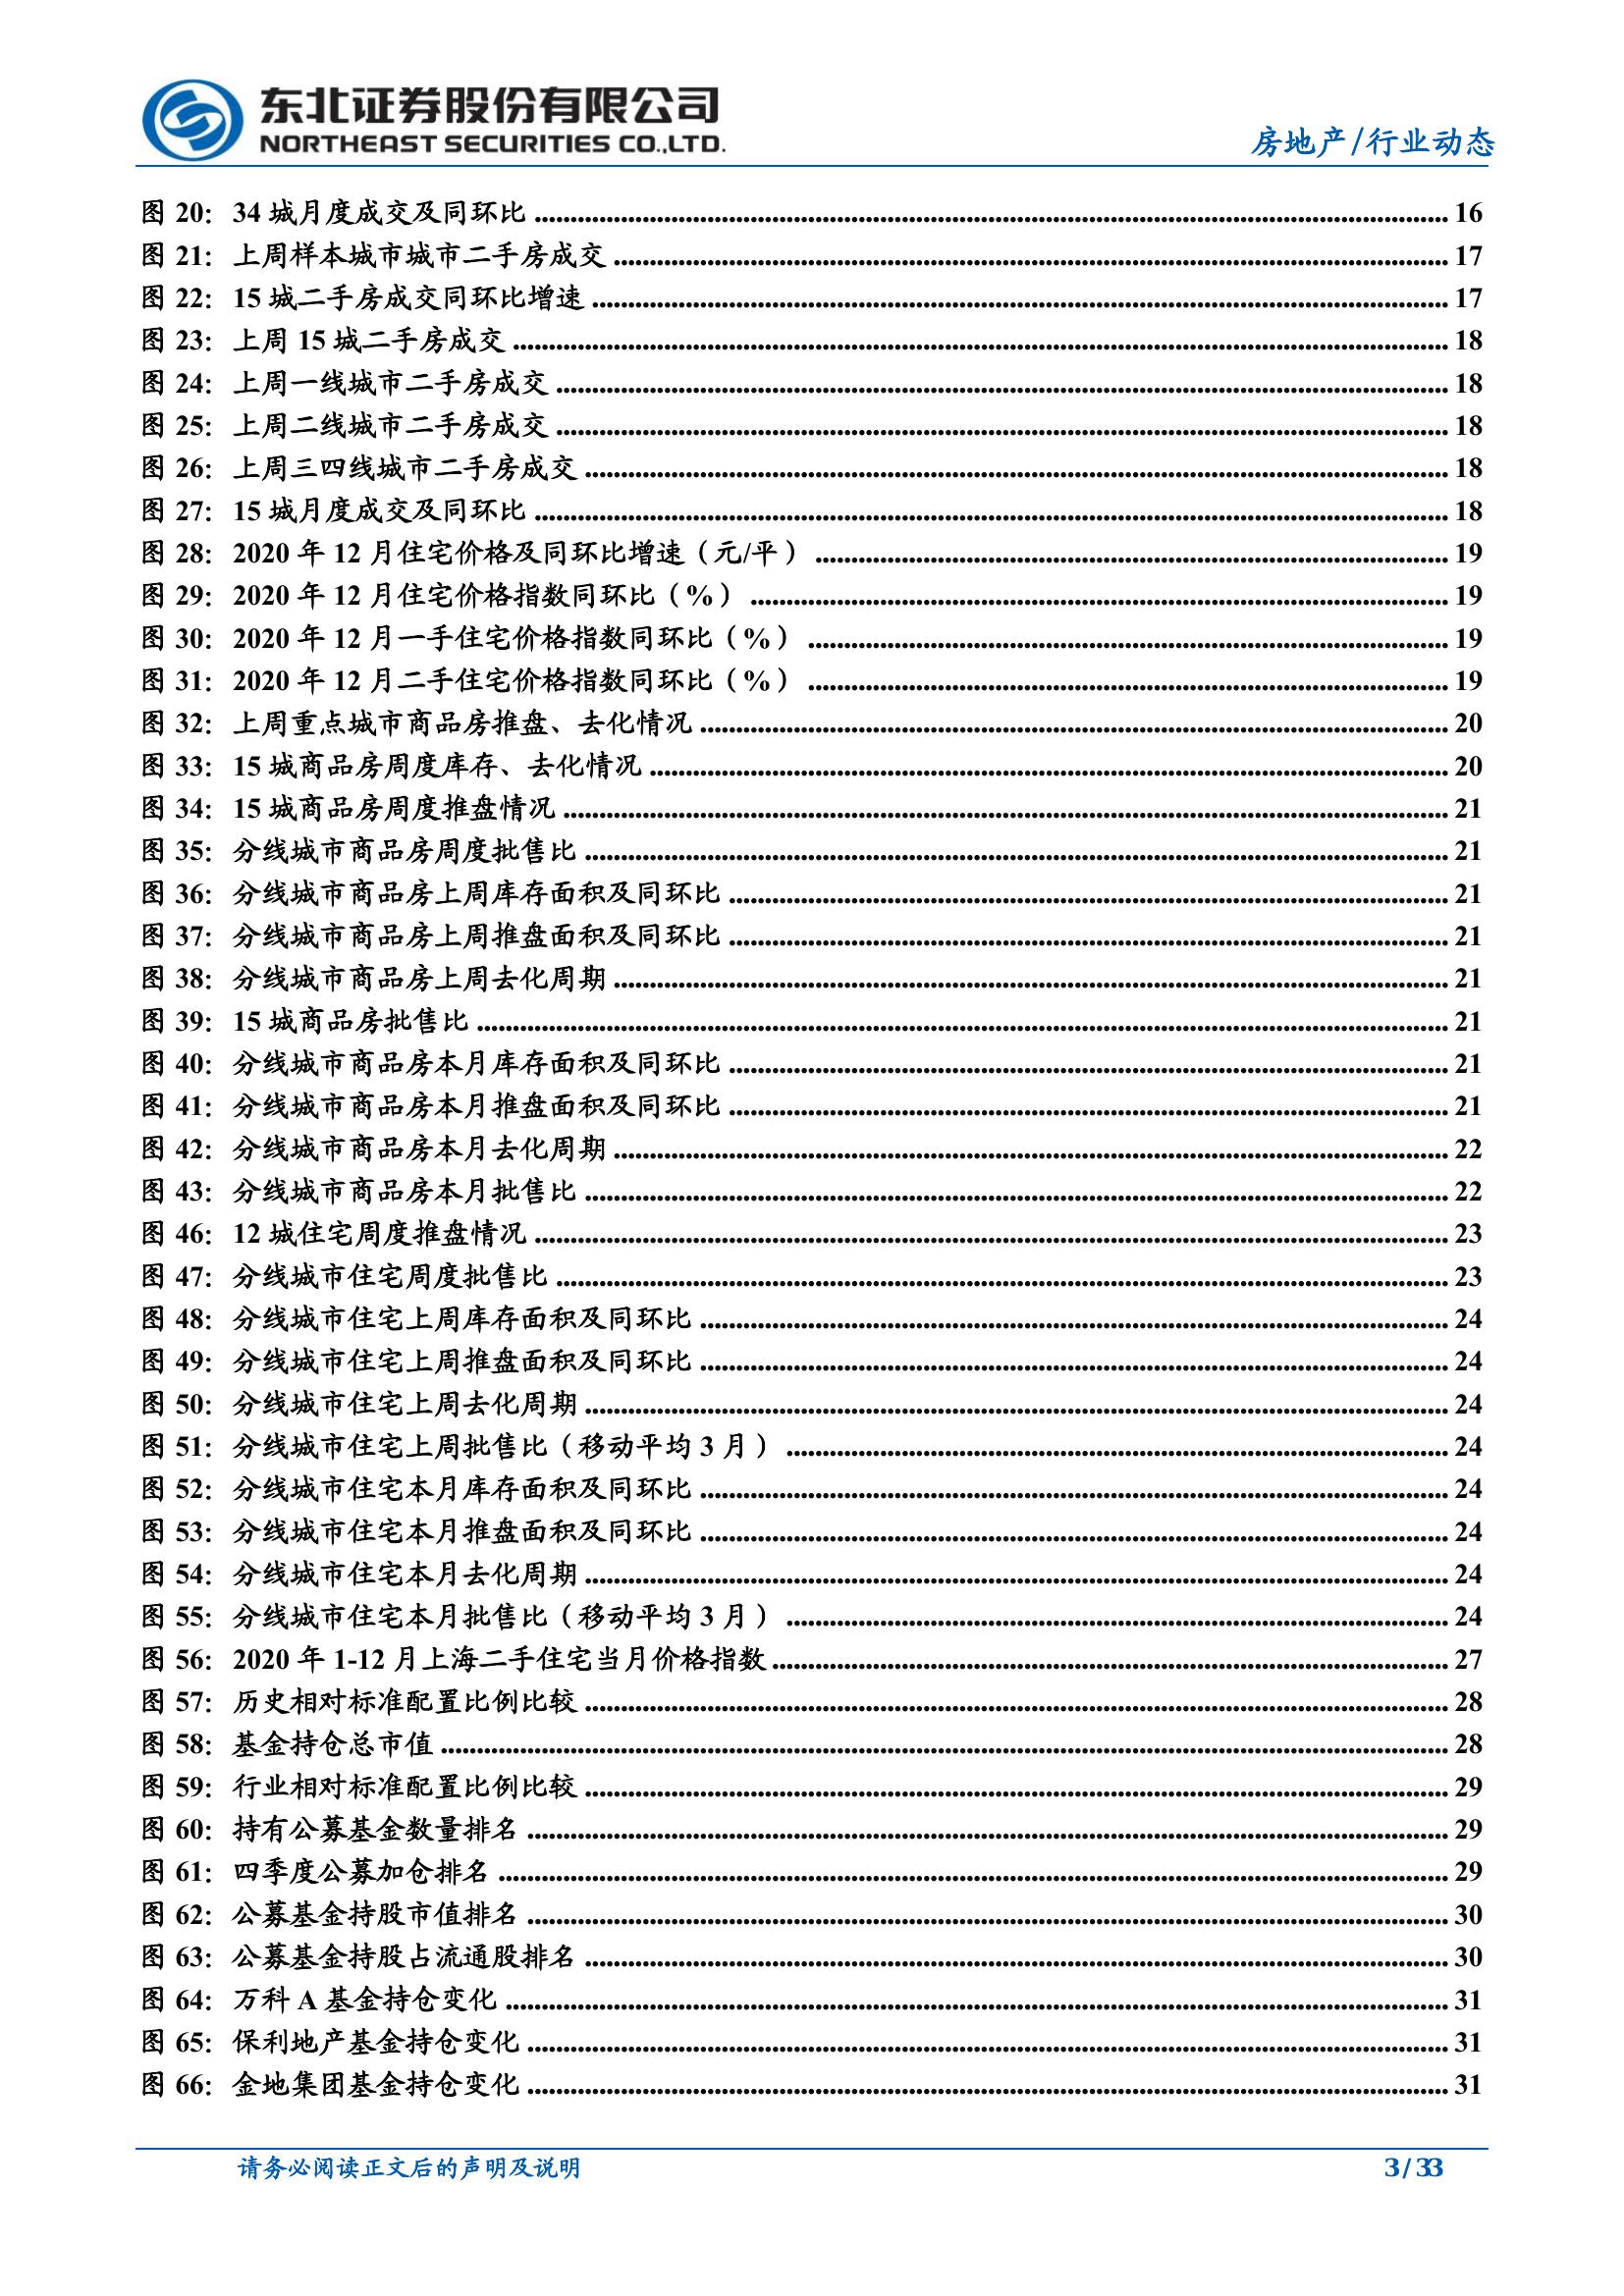 东北证券股份有限公司
NORTHEAST SECURITIES CO.,LTD.
房地产/行业动态
图 20: 34 城月度成交及同环比 ........ 16
图 21: 上周样本城市城市二手房成交 ........ 17
图 22: 15 城二手房成交同环比增速 ........ 17
图 23: 上周 15 城二手房成交 ........ 18
图 24: 上周一线城市二手房成交 ........ 18
图 25: 上周二线城市二手房成交 ........ 18
图 26: 上周三四线城市二手房成交 ........ 18
图 27: 15 城月度成交及同环比 ........ 18
图 28: 2020 年 12 月住宅价格及同环比增速（元/平） ........ 19
图 29: 2020 年 12 月住宅价格指数同环比（%） ........ 19
图 30: 2020 年 12 月一手住宅价格指数同环比（%） ........ 19
图 31: 2020 年 12 月二手住宅价格指数同环比（%） ........ 19
图 32: 上周重点城市商品房推盘、去化情况 ........ 20
图 33: 15 城商品房周度库存、去化情况 ........ 20
图 34: 15 城商品房周度推盘情况 ........ 21
图 35: 分线城市商品房周度批售比 ........ 21
图 36: 分线城市商品房上周库存面积及同环比 ........ 21
图 37: 分线城市商品房上周推盘面积及同环比 ........ 21
图 38: 分线城市商品房上周去化周期 ........ 21
图 39: 15 城商品房批售比 ........ 21
图 40: 分线城市商品房本月库存面积及同环比 ........ 21
图 41: 分线城市商品房本月推盘面积及同环比 ........ 21
图 42: 分线城市商品房本月去化周期 ........ 22
图 43: 分线城市商品房本月批售比 ........ 22
图 46: 12 城住宅周度推盘情况 ........ 23
图 47: 分线城市住宅周度批售比 ........ 23
图 48: 分线城市住宅上周库存面积及同环比 ........ 24
图 49: 分线城市住宅上周推盘面积及同环比 ........ 24
图 50: 分线城市住宅上周去化周期 ........ 24
图 51: 分线城市住宅上周批售比（移动平均 3 月） ........ 24
图 52: 分线城市住宅本月库存面积及同环比 ........ 24
图 53: 分线城市住宅本月推盘面积及同环比 ........ 24
图 54: 分线城市住宅本月去化周期 ........ 24
图 55: 分线城市住宅本月批售比（移动平均 3 月） ........ 24
图 56: 2020 年 1-12 月上海二手住宅当月价格指数 ........ 27
图 57: 历史相对标准配置比例比较 ........ 28
图 58: 基金持仓总市值 ........ 28
图 59: 行业相对标准配置比例比较 ........ 29
图 60: 持有公募基金数量排名 ........ 29
图 61: 四季度公募加仓排名 ........ 29
图 62: 公募基金持股市值排名 ........ 30
图 63: 公募基金持股占流通股排名 ........ 30
图 64: 万科 A 基金持仓变化 ........ 31
图 65: 保利地产基金持仓变化 ........ 31
图 66: 金地集团基金持仓变化 ........ 31
请务必阅读正文后的声明及说明 3 / 33